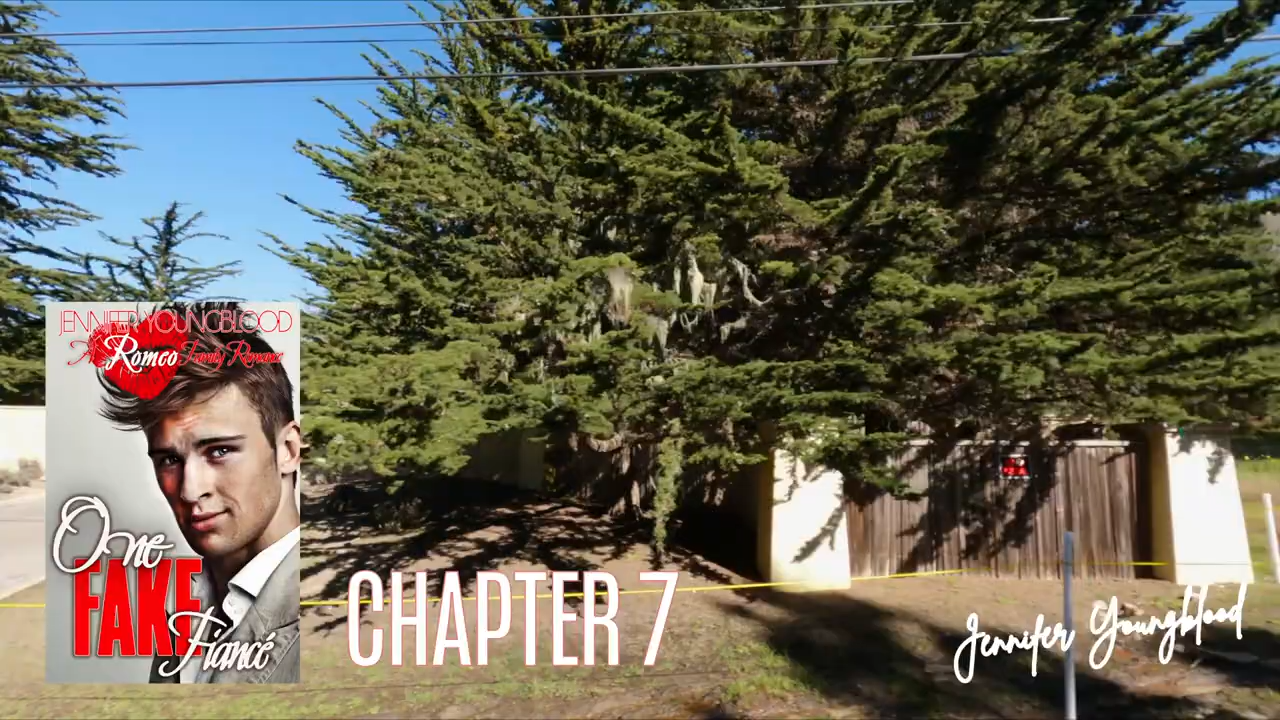 JENNIFER YOUNGBLOOD
A Romeo Family Romance
One
FAKE
Fiancé
CHAPTER 7
Jennifer Youngblood